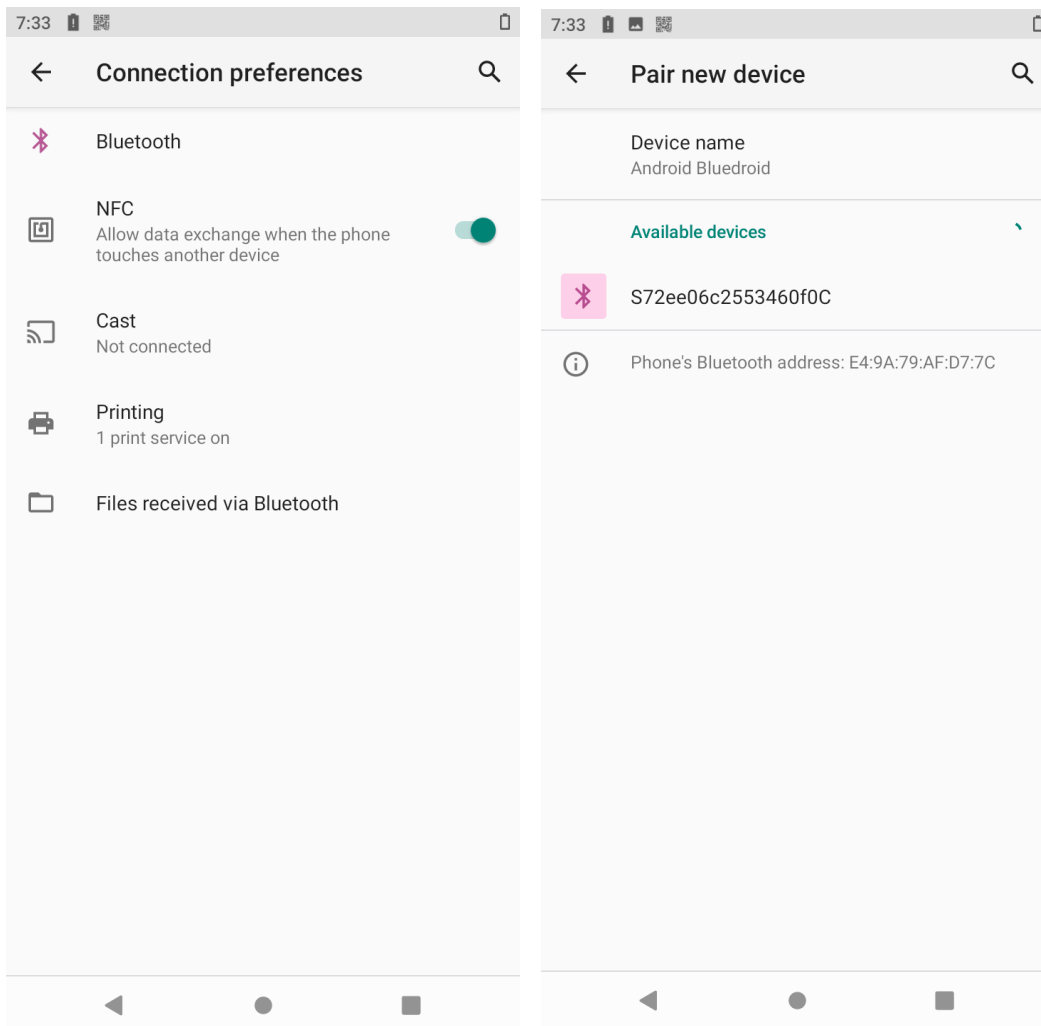 7:33
Connection preferences
Bluetooth
NFC
Allow data exchange when the phone
touches another device
Cast
Not connected
Printing
1 print service on
Files received via Bluetooth
7:33
Pair new device
Device name
Android Bluedroid
Available devices
S72ee06c2553460f0C
Phone's Bluetooth address: E4:9A:79:AF:D7:7C